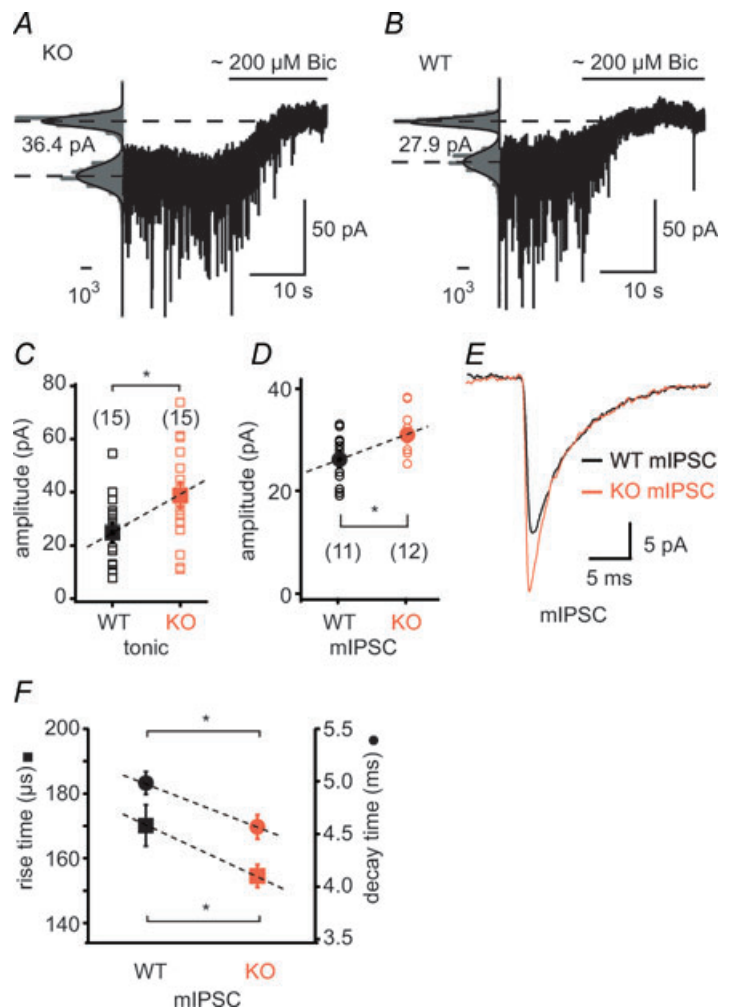 A
KO
~ 200 µM Bic
36.4 pA
50 pA
10³
10 s
B
WT
~ 200 µM Bic
27.9 pA
50 pA
10³
10 s
C
80
60
40
20
0
amplitude (pA)
*
(15)
(15)
WT
KO
tonic
D
40
20
0
amplitude (pA)
*
(11)
(12)
WT
KO
mIPSC
E
WT mIPSC
KO mIPSC
5 pA
5 ms
mIPSC
F
200
190
170
160
150
140
rise time (µs)
*
*
5.5
5.0
4.5
4.0
3.5
decay time (ms)
WT
KO
mIPSC